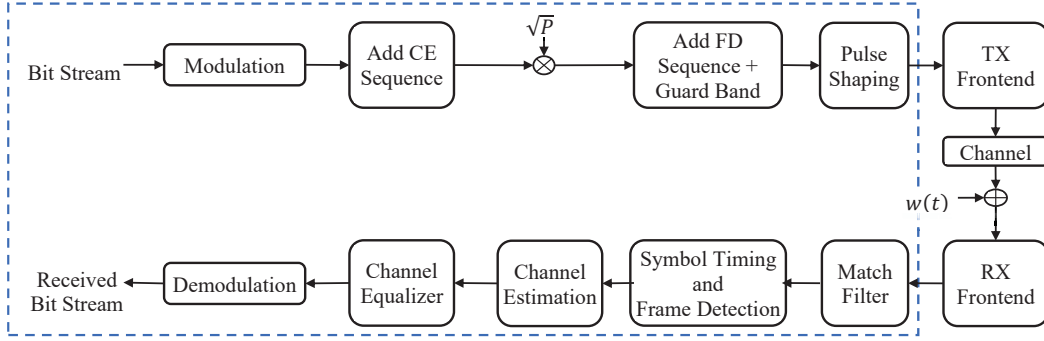 Bit Stream
Modulation
Add CE
Sequence
√P
Add FD
Sequence +
Guard Band
Pulse
Shaping
TX
Frontend
Channel
w(t)
RX
Frontend
Match
Filter
Symbol Timing
and
Frame Detection
Channel
Estimation
Channel
Equalizer
Demodulation
Received
Bit Stream